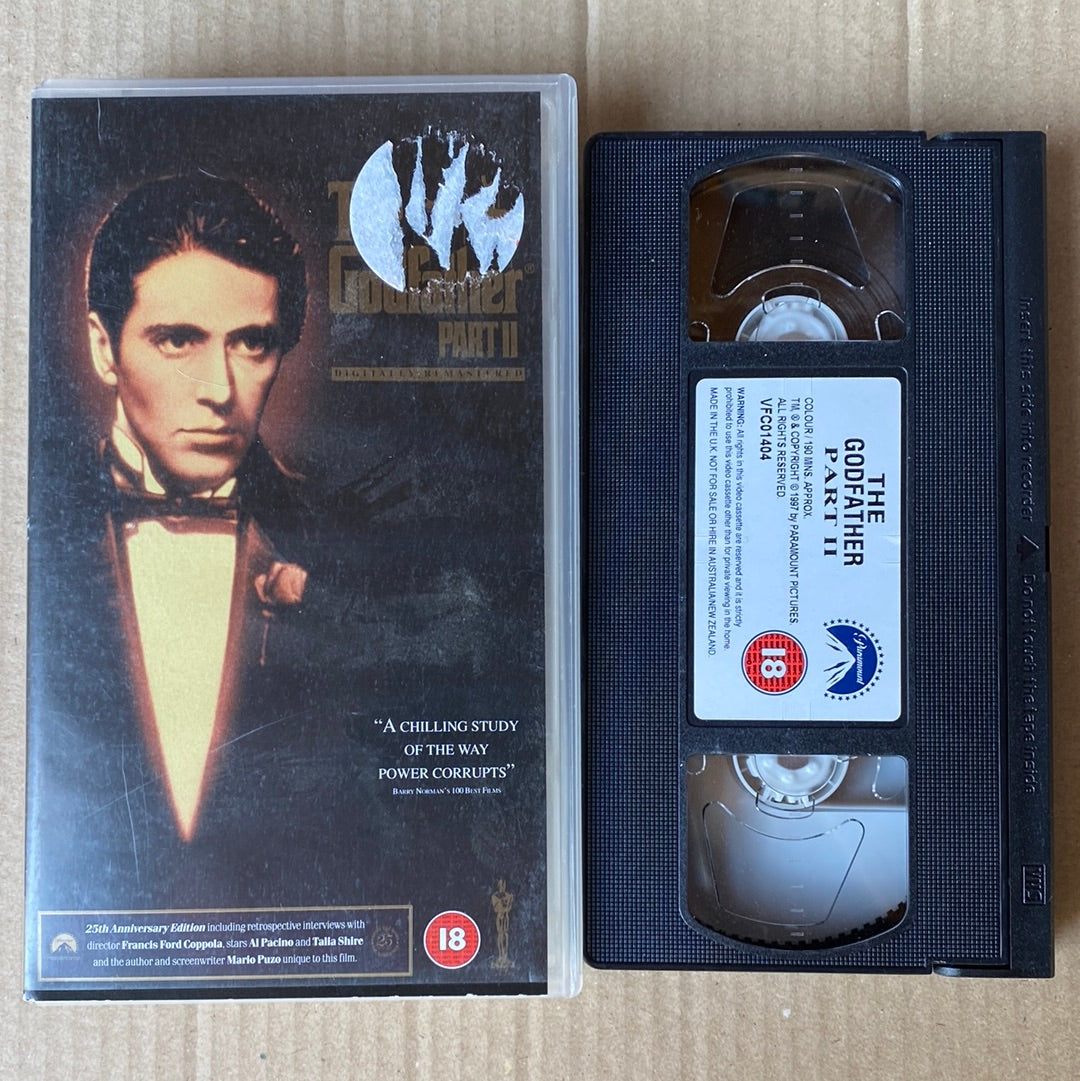 The
Godfather®
PART II
DIGITALLY REMASTERED
“A CHILLING STUDY
OF THE WAY
POWER CORRUPTS”
BARRY NORMAN'S 100 BEST FILMS
25th Anniversary Edition including retrospective interviews with
director Francis Ford Coppola, stars Al Pacino and Talia Shire
and the author and screenwriter Mario Puzo unique to this film.
25
18
THE
GODFATHER
PART II
Paramount
COLOUR / 190 MINS. APPROX.
TM, ® & COPYRIGHT © 1997 by PARAMOUNT PICTURES.
ALL RIGHTS RESERVED
VFC01404
WARNING: All rights in this video cassette are reserved and it is strictly
prohibited to use this video cassette other than for private viewing in the home.
MADE IN THE U.K. NOT FOR SALE OR HIRE IN AUSTRALIA/NEW ZEALAND.
18
Insert this side into recorder △ Do not touch the tape inside
VHS